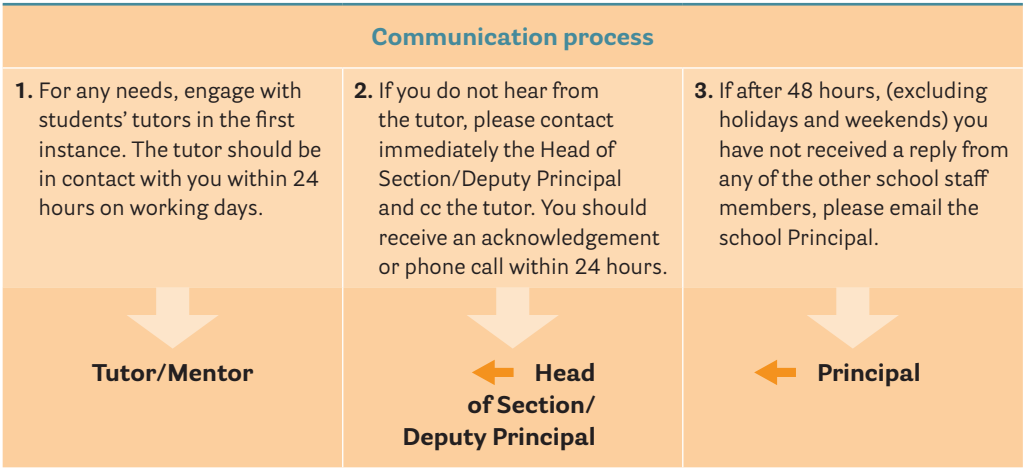 Communication process
1. For any needs, engage with
students’ tutors in the first
instance. The tutor should be
in contact with you within 24
hours on working days.
2. If you do not hear from
the tutor, please contact
immediately the Head of
Section/Deputy Principal
and cc the tutor. You should
receive an acknowledgement
or phone call within 24 hours.
3. If after 48 hours, (excluding
holidays and weekends) you
have not received a reply from
any of the other school staff
members, please email the
school Principal.
Tutor/Mentor
Head
of Section/
Deputy Principal
Principal